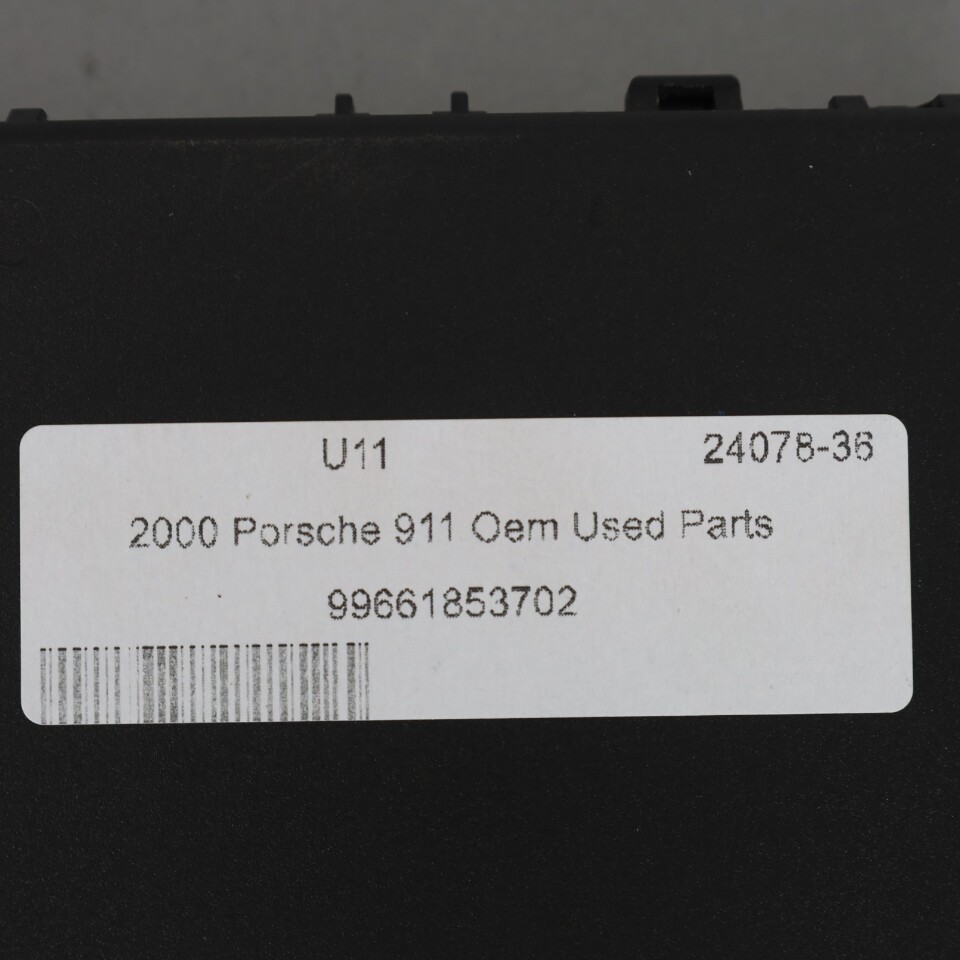 U11 24078-36
2000 Porsche 911 Oem Used Parts
99661853702